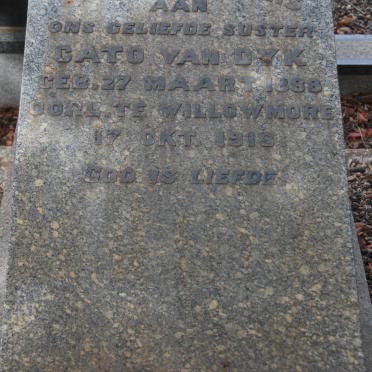 AAN
ONS GELIEFDE SUSTER
CATO VAN DYK
GEB. 27 MAART 1888
OORL. TE WILLOWMORE
17 OKT. 1918
GOD IS LIEFDE